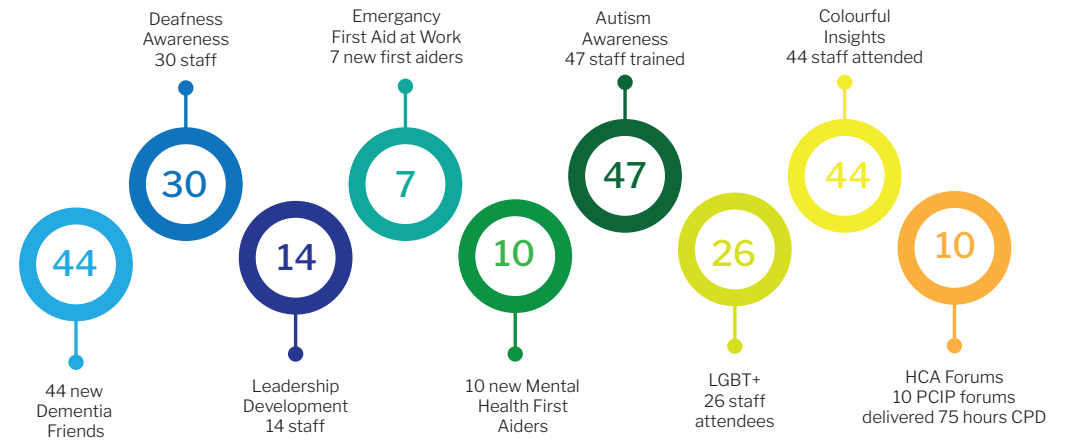 Deafness
Awareness
30 staff
Emergancy
First Aid at Work
7 new first aiders
Autism
Awareness
47 staff trained
Colourful
Insights
44 staff attended
44
30
14
7
10
47
26
44
10
44 new
Dementia
Friends
Leadership
Development
14 staff
10 new Mental
Health First
Aiders
LGBT+
26 staff
attendees
HCA Forums
10 PCIP forums
delivered 75 hours CPD